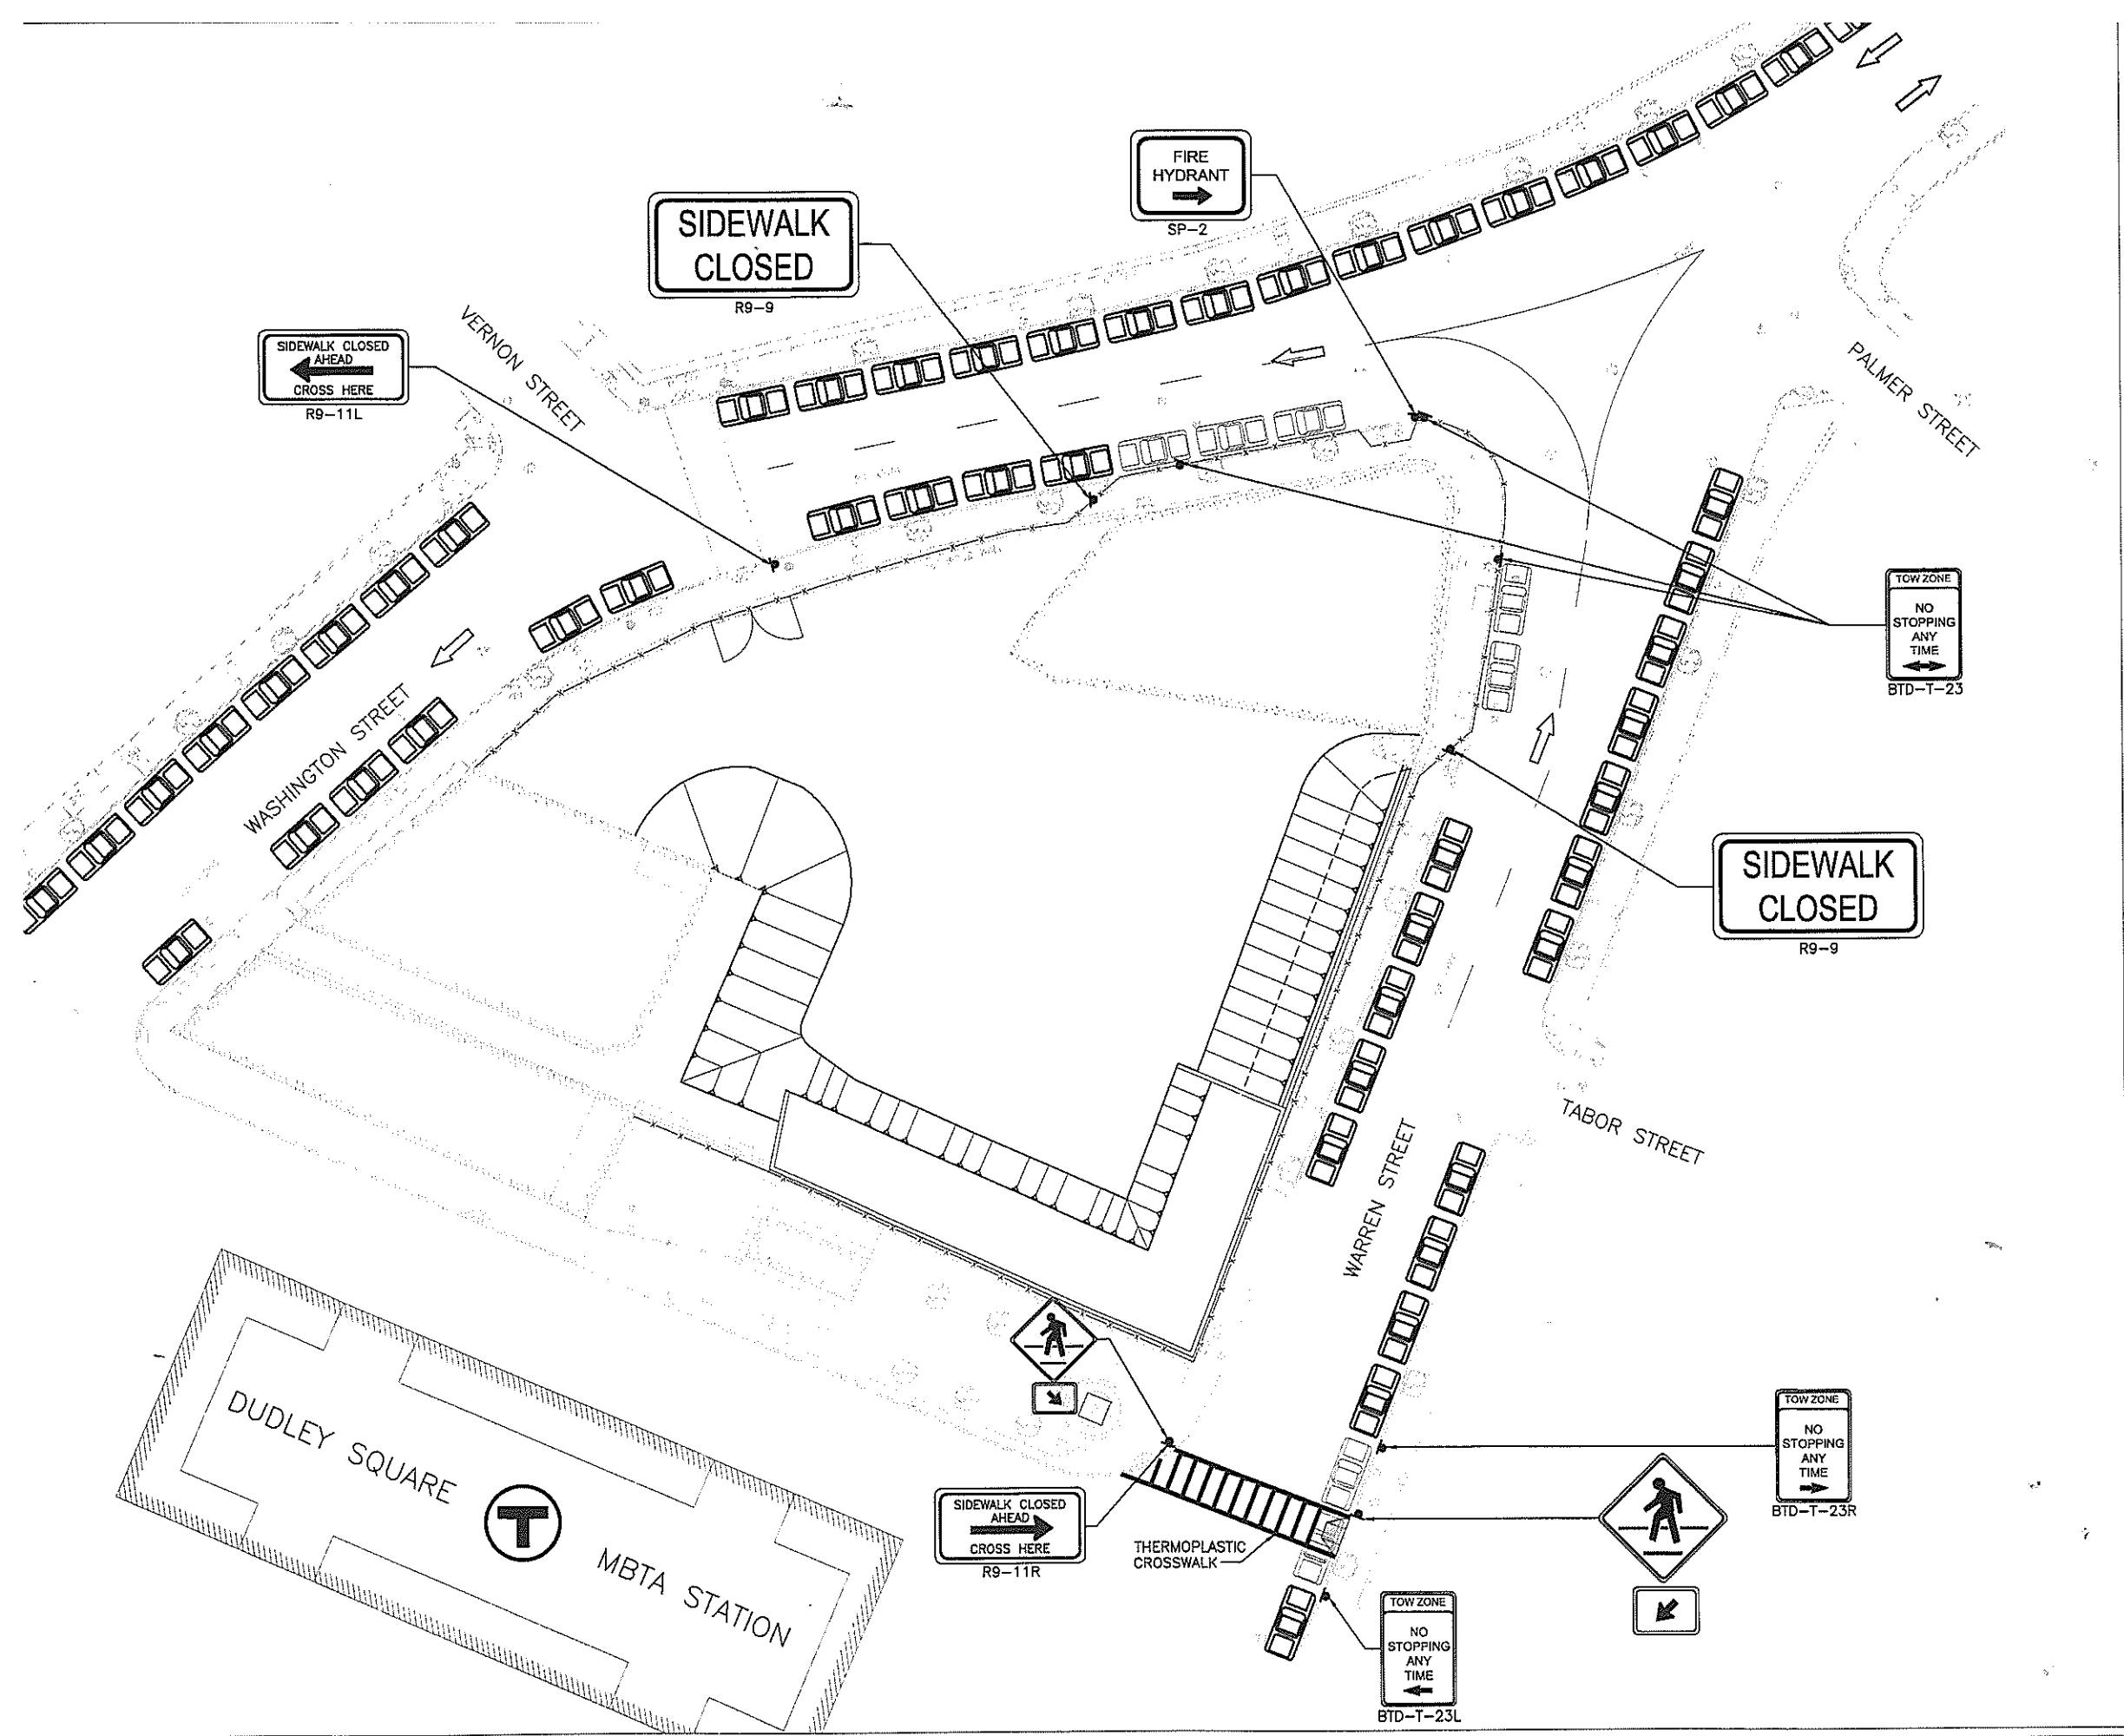 FIRE
HYDRANT
SP-2
SIDEWALK
CLOSED
R9-9
SIDEWALK CLOSED
AHEAD
CROSS HERE
R9-11L
VERNON STREET
PALMER STREET
TOW ZONE
NO
STOPPING
ANY
TIME
BTD-T-23
WASHINGTON STREET
SIDEWALK
CLOSED
R9-9
TABOR STREET
WARREN STREET
DUDLEY SQUARE
T
MBTA STATION
SIDEWALK CLOSED
AHEAD
CROSS HERE
R9-11R
THERMOPLASTIC
CROSSWALK
TOW ZONE
NO
STOPPING
ANY
TIME
BTD-T-23R
TOW ZONE
NO
STOPPING
ANY
TIME
BTD-T-23L